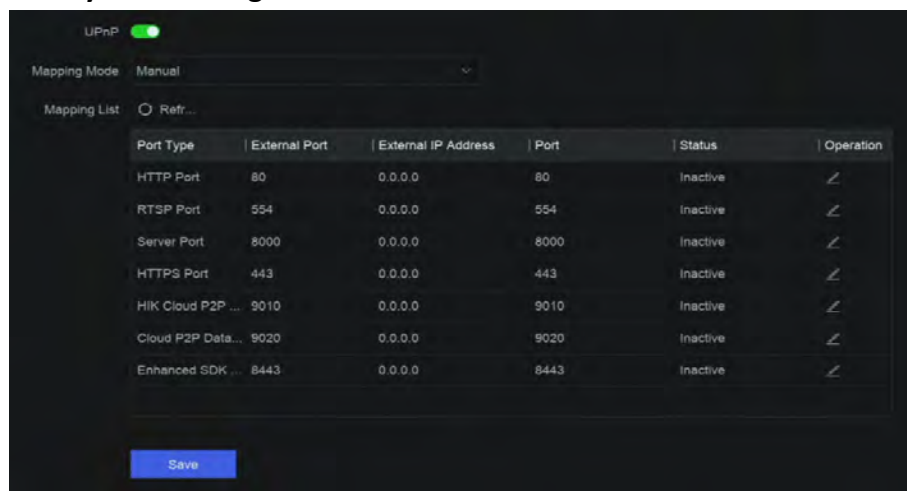 UPnP
Mapping Mode Manual
Mapping List Refr...
Port Type External Port External IP Address Port Status Operation
HTTP Port 80 0.0.0.0 80 Inactive
RTSP Port 554 0.0.0.0 554 Inactive
Server Port 8000 0.0.0.0 8000 Inactive
HTTPS Port 443 0.0.0.0 443 Inactive
HIK Cloud P2P ... 9010 0.0.0.0 9010 Inactive
Cloud P2P Data... 9020 0.0.0.0 9020 Inactive
Enhanced SDK ... 8443 0.0.0.0 8443 Inactive
Save